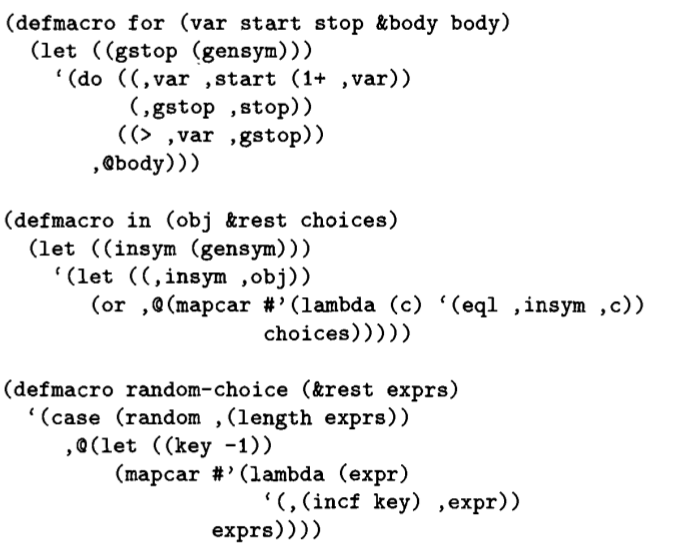 (defmacro for (var start stop &body body)
  (let ((gstop (gensym)))
    ‘(do ((,var ,start (1+ ,var))
          (,gstop ,stop))
         ((> ,var ,gstop))
       ,@body)))

(defmacro in (obj &rest choices)
  (let ((insym (gensym)))
    ‘(let ((,insym ,obj))
       (or ,@(mapcar #’(lambda (c) ‘(eql ,insym ,c))
                     choices)))))

(defmacro random-choice (&rest exprs)
  ‘(case (random ,(length exprs))
     ,@(let ((key -1))
         (mapcar #’(lambda (expr)
                     ‘(,(incf key) ,expr))
                 exprs))))